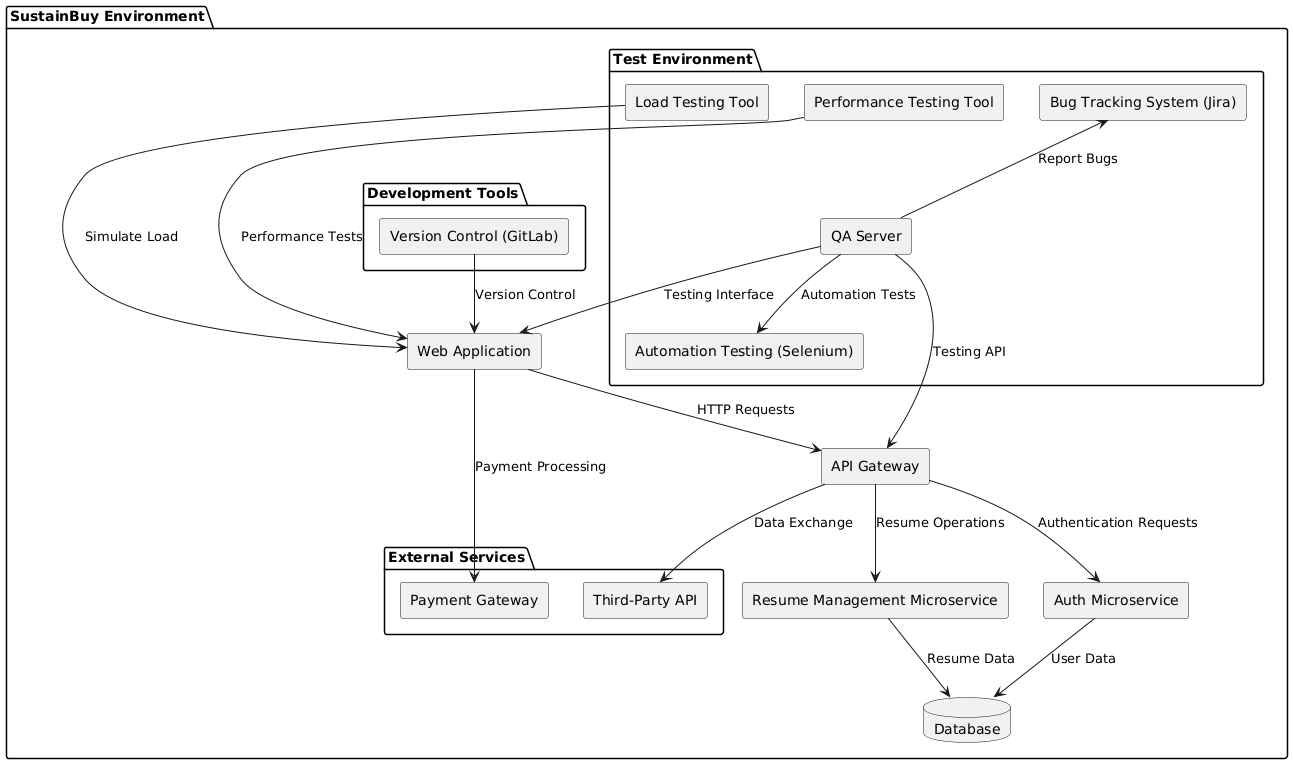 SustainBuy Environment
Test Environment
Load Testing Tool
Performance Testing Tool
Bug Tracking System (Jira)
Report Bugs
Development Tools
Version Control (GitLab)
QA Server
Simulate Load
Performance Tests
Version Control
Testing Interface
Automation Tests
Web Application
Automation Testing (Selenium)
Testing API
HTTP Requests
Payment Processing
API Gateway
Data Exchange
Resume Operations
Authentication Requests
External Services
Payment Gateway
Third-Party API
Resume Management Microservice
Auth Microservice
Resume Data
User Data
Database